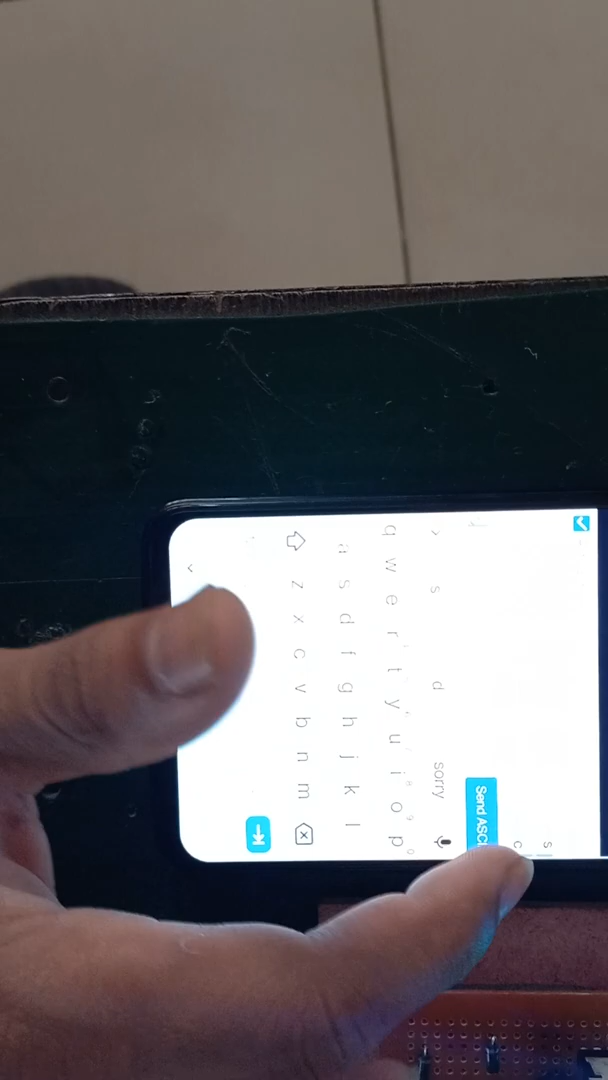 s
c
Send ASCI
s d sorry
q w e r t y u i o p
a s d f g h j k l
z x c v b n m